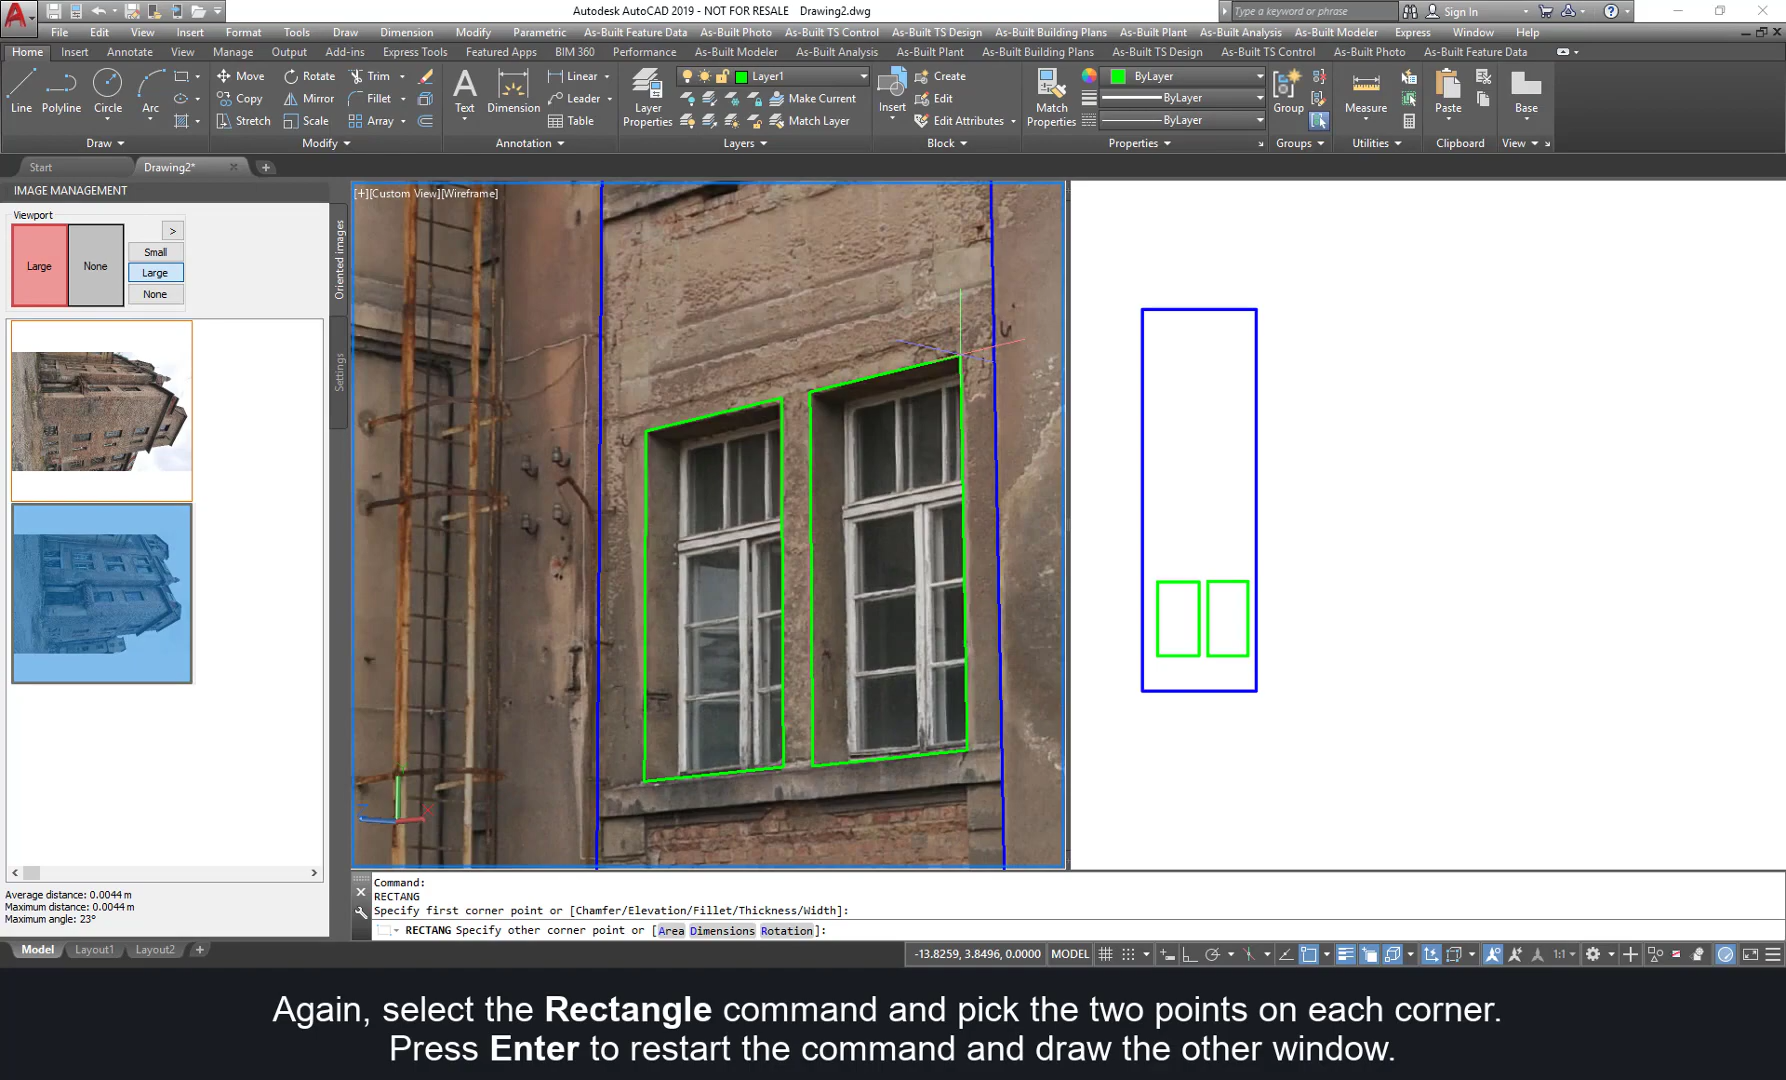 Autodesk AutoCAD 2019 - NOT FOR RESALE Drawing2.dwg
Type a keyword or phrase
Sign In
File Edit View Insert Format Tools Draw Dimension Modify Parametric As-Built Feature Data As-Built Photo As-Built TS Control As-Built TS Design As-Built Building Plans As-Built Plant As-Built Analysis As-Built Modeler Express Window Help
Home Insert Annotate View Manage Output Add-ins Express Tools Featured Apps BIM 360 Performance As-Built Modeler As-Built Analysis As-Built Plant As-Built Building Plans As-Built TS Design As-Built TS Control As-Built Photo As-Built Feature Data
Line Polyline Circle Arc
Move Rotate Trim
Copy Mirror Fillet
Stretch Scale Array
Text Dimension
Linear
Leader
Table
Layer Properties
Layer1
Make Current
Match Layer
Insert
Create
Edit
Edit Attributes
Match Properties
ByLayer
ByLayer
ByLayer
Group
Measure
Paste
Base
Draw Modify Annotation Layers Block Properties Groups Utilities Clipboard View
Start Drawing2*
IMAGE MANAGEMENT
Viewport
>
Large None
Small
Large
None
Oriented images
Settings
[+][Custom View][Wireframe]
Average distance: 0.0044 m
Maximum distance: 0.0044 m
Maximum angle: 23°
Command:
RECTANG
Specify first corner point or [Chamfer/Elevation/Fillet/Thickness/Width]:
RECTANG Specify other corner point or [Area Dimensions Rotation]:
Model Layout1 Layout2 +
-13.8259, 3.8496, 0.0000 MODEL
1:1
Again, select the Rectangle command and pick the two points on each corner.
Press Enter to restart the command and draw the other window.